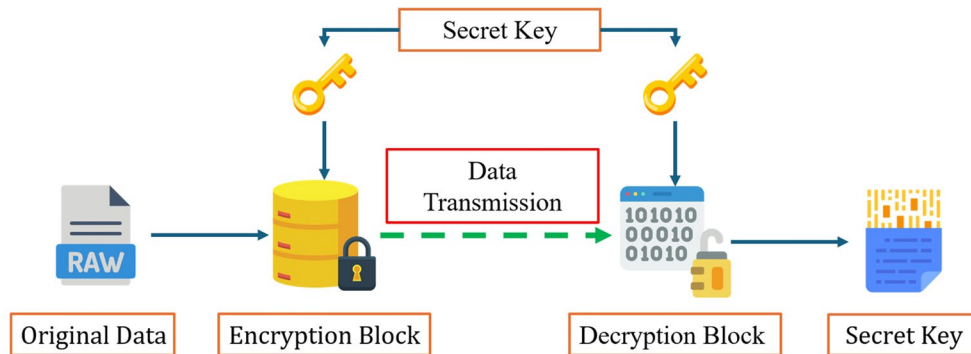 Secret Key
Data
Transmission
101010
00010
01010
RAW
Original Data
Encryption Block
Decryption Block
Secret Key